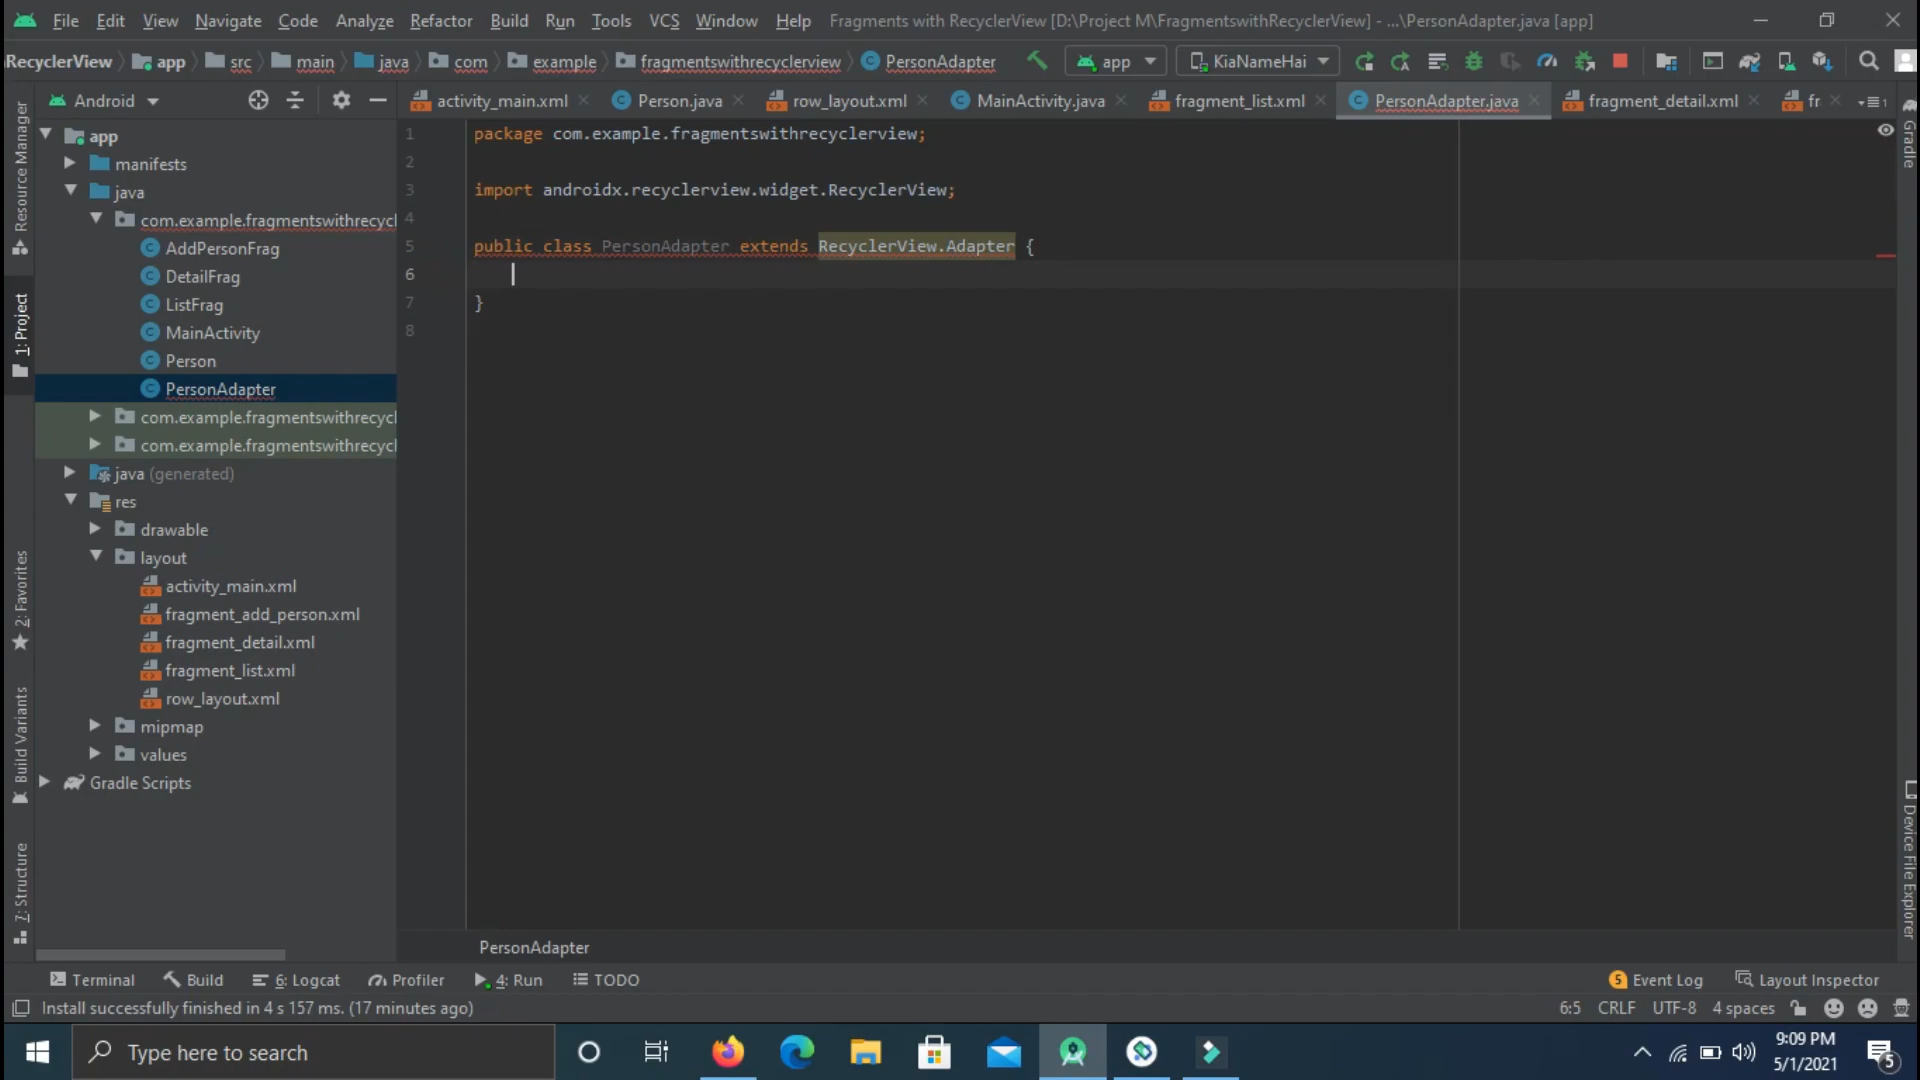 File Edit View Navigate Code Analyze Refactor Build Run Tools VCS Window Help Fragments with RecyclerView [D:\Project M\FragmentswithRecyclerView] - ...\PersonAdapter.java [app]
RecyclerView app src main java com example fragmentswithrecyclerview PersonAdapter app KiaNameHai
Android activity_main.xml Person.java row_layout.xml MainActivity.java fragment_list.xml PersonAdapter.java fragment_detail.xml fr
Resource Manager
1: Project
2: Favorites
Build Variants
7: Structure
app
manifests
java
com.example.fragmentswithrecycl
AddPersonFrag
DetailFrag
ListFrag
MainActivity
Person
PersonAdapter
com.example.fragmentswithrecycl
com.example.fragmentswithrecycl
java (generated)
res
drawable
layout
activity_main.xml
fragment_add_person.xml
fragment_detail.xml
fragment_list.xml
row_layout.xml
mipmap
values
Gradle Scripts
1 package com.example.fragmentswithrecyclerview;
2
3 import androidx.recyclerview.widget.RecyclerView;
4
5 public class PersonAdapter extends RecyclerView.Adapter {
6
7 }
8
Gradle
Device File Explorer
PersonAdapter
Terminal Build 6: Logcat Profiler 4: Run TODO 5 Event Log Layout Inspector
Install successfully finished in 4 s 157 ms. (17 minutes ago) 6:5 CRLF UTF-8 4 spaces
Type here to search
9:09 PM
5/1/2021
5